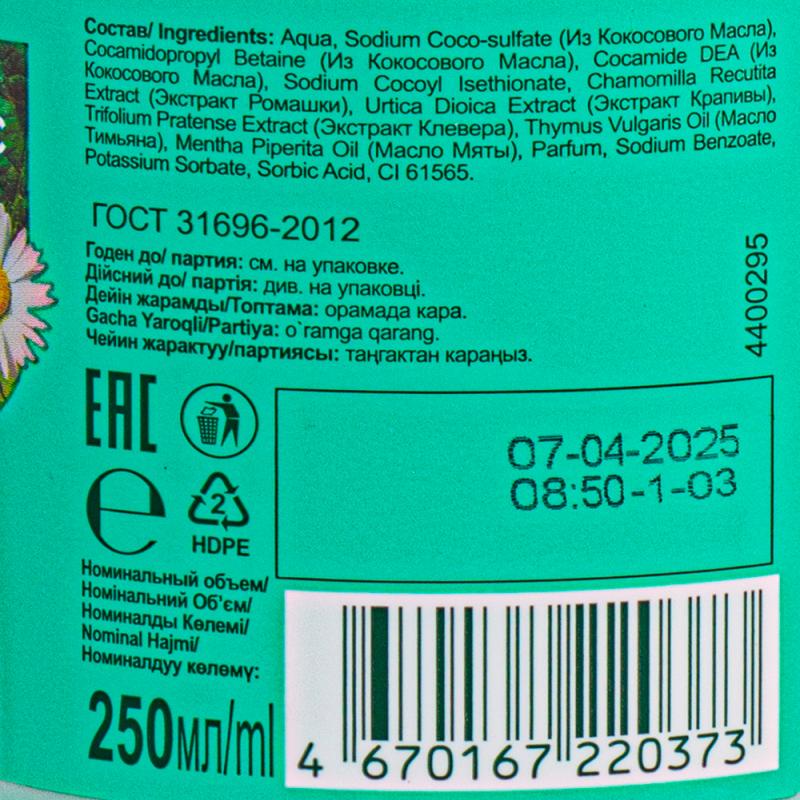 Состав/ Ingredients: Aqua, Sodium Coco-sulfate (Из Кокосового Масла),
Cocamidopropyl Betaine (Из Кокосового Масла), Cocamide DEA (Из
Кокосового Масла), Sodium Cocoyl Isethionate, Chamomilla Recutita
Extract (Экстракт Ромашки), Urtica Dioica Extract (Экстракт Крапивы),
Trifolium Pratense Extract (Экстракт Клевера), Thymus Vulgaris Oil (Масло
Тимьяна), Mentha Piperita Oil (Масло Мяты), Parfum, Sodium Benzoate,
Potassium Sorbate, Sorbic Acid, CI 61565.
ГОСТ 31696-2012
Годен до/ партия: см. на упаковке.
Дійсний до/ партія: див. на упаковці.
Дейін жарамды/Топтама: орамада кара.
Gacha Yaroqli/Partiya: o`ramga qarang.
Чейин жарактуу/партиясы: таңгактан караңыз.
4400295
EAC
07-04-2025
08:50-1-03
e
2
HDPE
Номинальный объем/
Номінальний Об'єм/
Номиналды Көлемі/
Nominal Hajmi/
Номиналдуу көлөмү:
250мл/ml
4 670167 220373